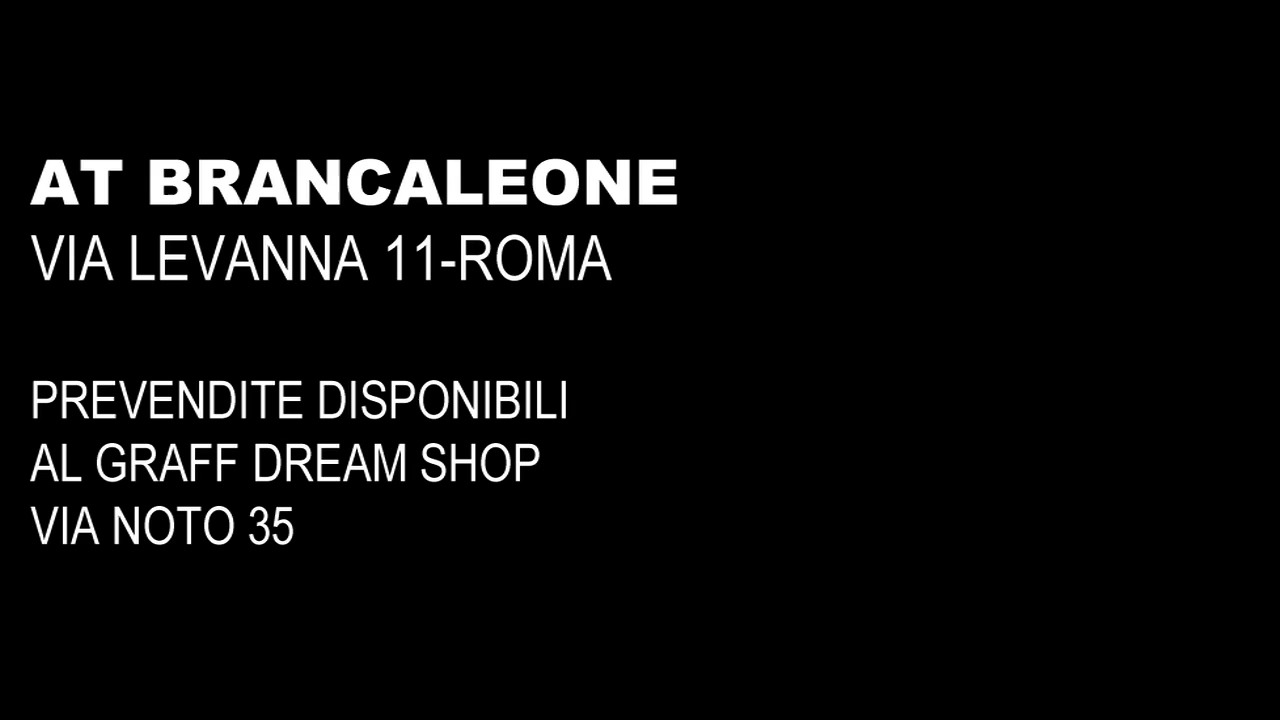 AT BRANCALEONE
VIA LEVANNA 11-ROMA
PREVENDITE DISPONIBILI
AL GRAFF DREAM SHOP
VIA NOTO 35